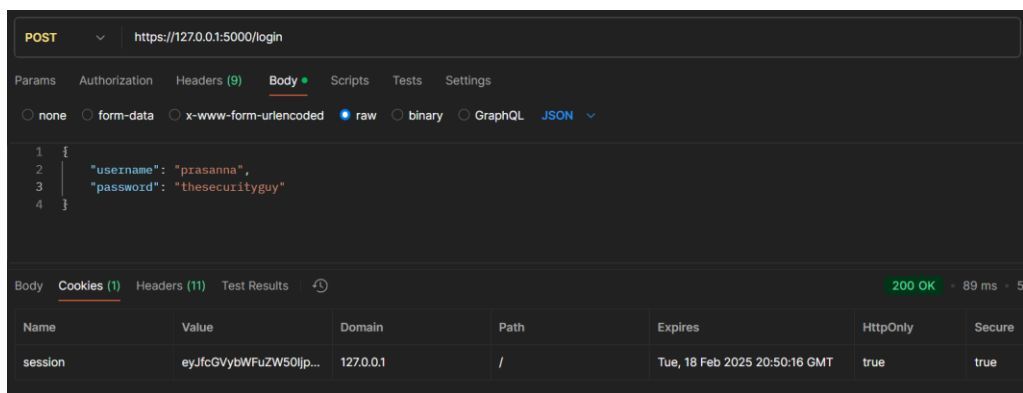 POST https://127.0.0.1:5000/login
Params Authorization Headers (9) Body Scripts Tests Settings
none form-data x-www-form-urlencoded raw binary GraphQL JSON
1 {
2 "username": "prasanna",
3 "password": "thesecurityguy"
4 }
Body Cookies (1) Headers (11) Test Results 200 OK 89 ms 5
Name Value Domain Path Expires HttpOnly Secure
session eyJfcGVybWFuZW50Ijp... 127.0.0.1 / Tue, 18 Feb 2025 20:50:16 GMT true true